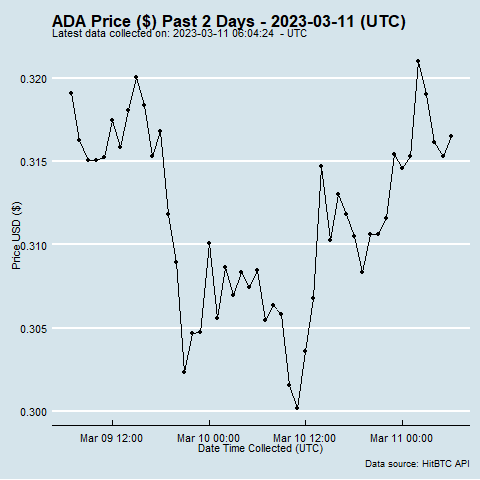 ADA Price ($) Past 2 Days - 2023-03-11 (UTC)
Latest data collected on: 2023-03-11 06:04:24 - UTC
0.320
0.315
0.310
0.305
0.300
Price USD ($)
Mar 09 12:00 Mar 10 00:00 Mar 10 12:00 Mar 11 00:00
Date Time Collected (UTC)
Data source: HitBTC API